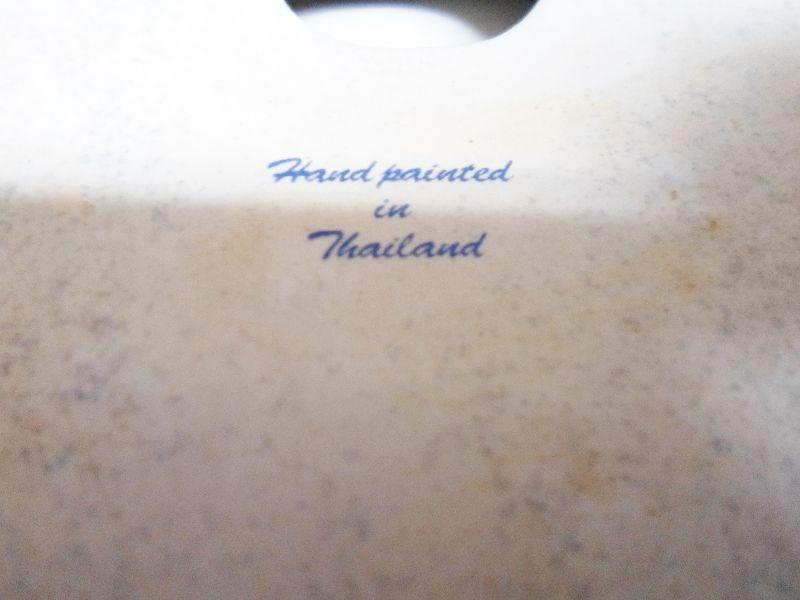 Hand painted
in
Thailand